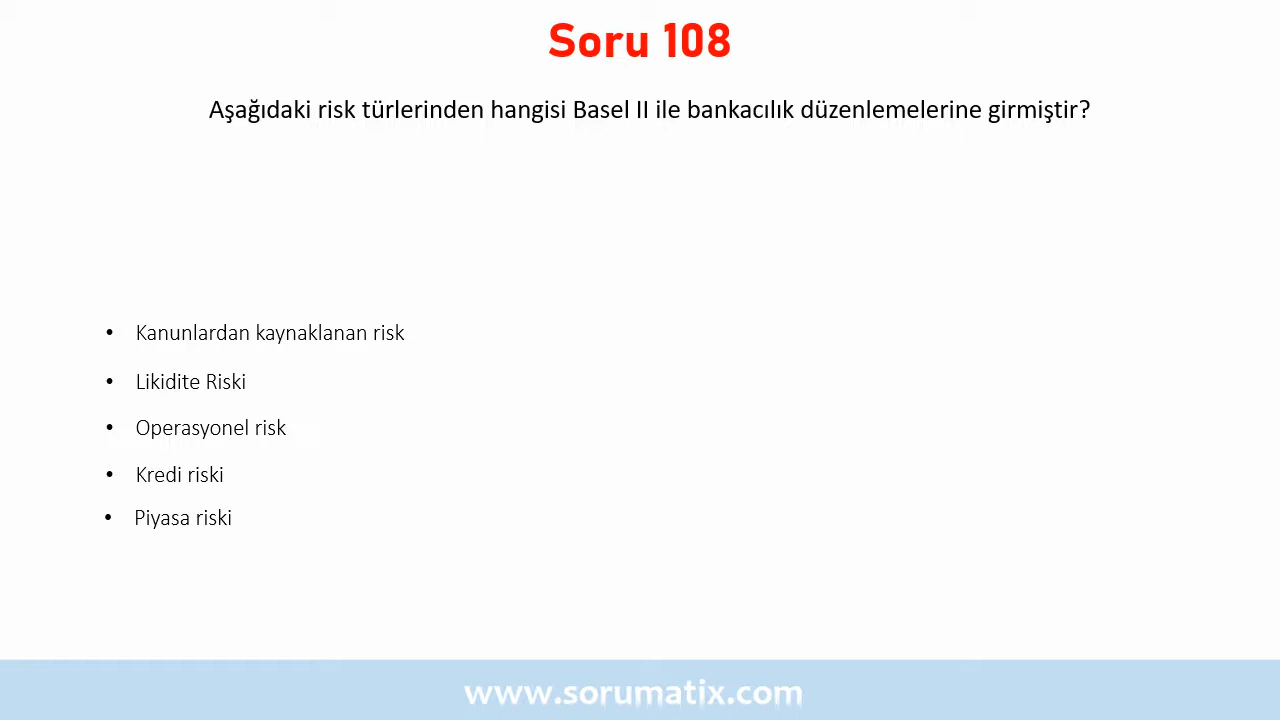 Soru 108
Aşağıdaki risk türlerinden hangisi Basel II ile bankacılık düzenlemelerine girmiştir?
• Kanunlardan kaynaklanan risk
• Likidite Riski
• Operasyonel risk
• Kredi riski
• Piyasa riski
www.sorumatix.com